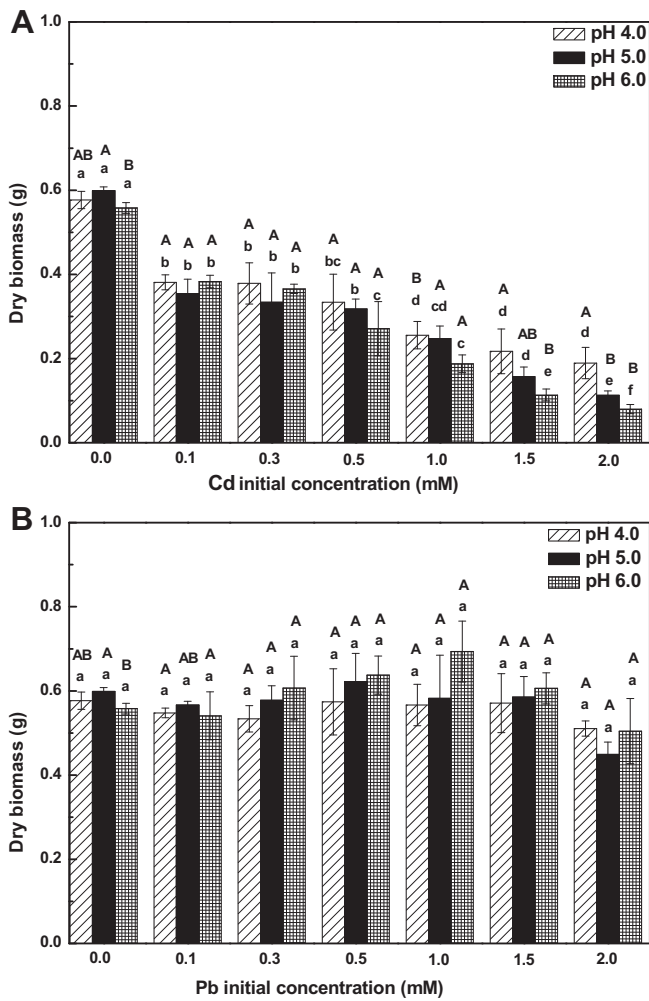 A
Dry biomass (g)
1.0
0.8
0.6
0.4
0.2
0.0
pH 4.0
pH 5.0
pH 6.0
AB A B
a a a
A A A
b b b
A A A
b b b
A A A
bc b c
B A A
d cd c
A AB B
d d e
A B B
d e f
0.0 0.1 0.3 0.5 1.0 1.5 2.0
Cd initial concentration (mM)
B
Dry biomass (g)
1.0
0.8
0.6
0.4
0.2
0.0
pH 4.0
pH 5.0
pH 6.0
AB A B
a a a
A AB A
a a a
A A A
a a a
A A A
a a a
A A A
a a a
A A A
a a a
A A A
a a a
0.0 0.1 0.3 0.5 1.0 1.5 2.0
Pb initial concentration (mM)